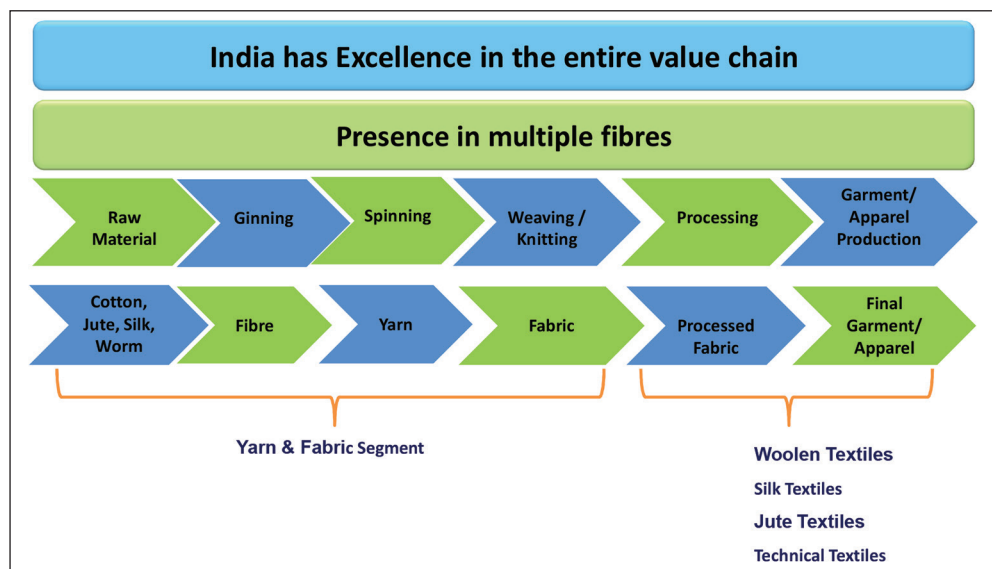 India has Excellence in the entire value chain
Presence in multiple fibres
Raw
Material
Ginning
Spinning
Weaving /
Knitting
Processing
Garment/
Apparel
Production
Cotton,
Jute, Silk,
Worm
Fibre
Yarn
Fabric
Processed
Fabric
Final
Garment/
Apparel
Yarn & Fabric Segment
Woolen Textiles
Silk Textiles
Jute Textiles
Technical Textiles